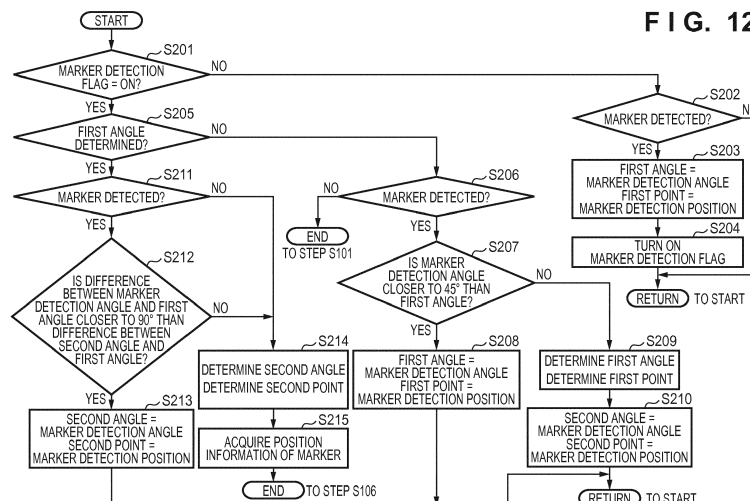 FIG. 12
START
S201
MARKER DETECTION
FLAG = ON?
NO
YES
S202
MARKER DETECTED?
YES
S203
FIRST ANGLE =
MARKER DETECTION ANGLE
FIRST POINT =
MARKER DETECTION POSITION
S204
TURN ON
MARKER DETECTION FLAG
RETURN
TO START
S205
FIRST ANGLE
DETERMINED?
NO
YES
S206
MARKER DETECTED?
NO
END
TO STEP S101
YES
S207
IS MARKER
DETECTION ANGLE
CLOSER TO 45° THAN
FIRST ANGLE?
NO
YES
S208
FIRST ANGLE =
MARKER DETECTION ANGLE
FIRST POINT =
MARKER DETECTION POSITION
S209
DETERMINE FIRST ANGLE
DETERMINE FIRST POINT
S210
SECOND ANGLE =
MARKER DETECTION ANGLE
SECOND POINT =
MARKER DETECTION POSITION
RETURN
TO START
S211
MARKER DETECTED?
NO
YES
S212
IS DIFFERENCE
BETWEEN MARKER
DETECTION ANGLE AND FIRST
ANGLE CLOSER TO 90° THAN
DIFFERENCE BETWEEN
SECOND ANGLE AND
FIRST ANGLE?
NO
YES
S213
SECOND ANGLE =
MARKER DETECTION ANGLE
SECOND POINT =
MARKER DETECTION POSITION
S214
DETERMINE SECOND ANGLE
DETERMINE SECOND POINT
S215
ACQUIRE POSITION
INFORMATION OF MARKER
END
TO STEP S106